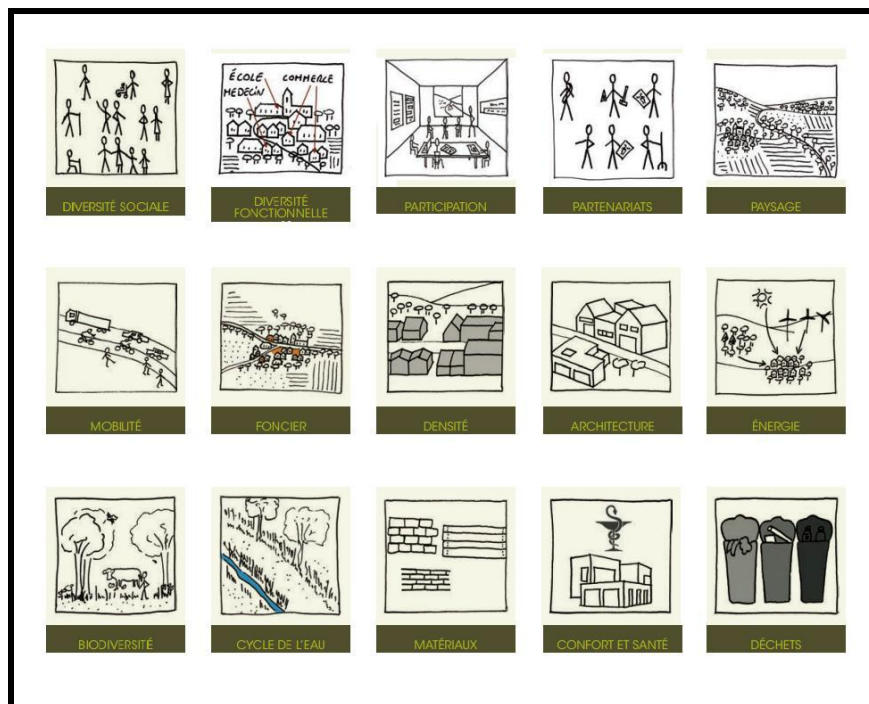 ÉCOLE
COMMERCE
MEDECIN
DIVERSITÉ SOCIALE
DIVERSITÉ
FONCTIONNELLE
PARTICIPATION
PARTENARIATS
PAYSAGE
MOBILITÉ
FONCIER
DENSITÉ
ARCHITECTURE
ÉNERGIE
BIODIVERSITÉ
CYCLE DE L'EAU
MATÉRIAUX
CONFORT ET SANTÉ
DÉCHETS